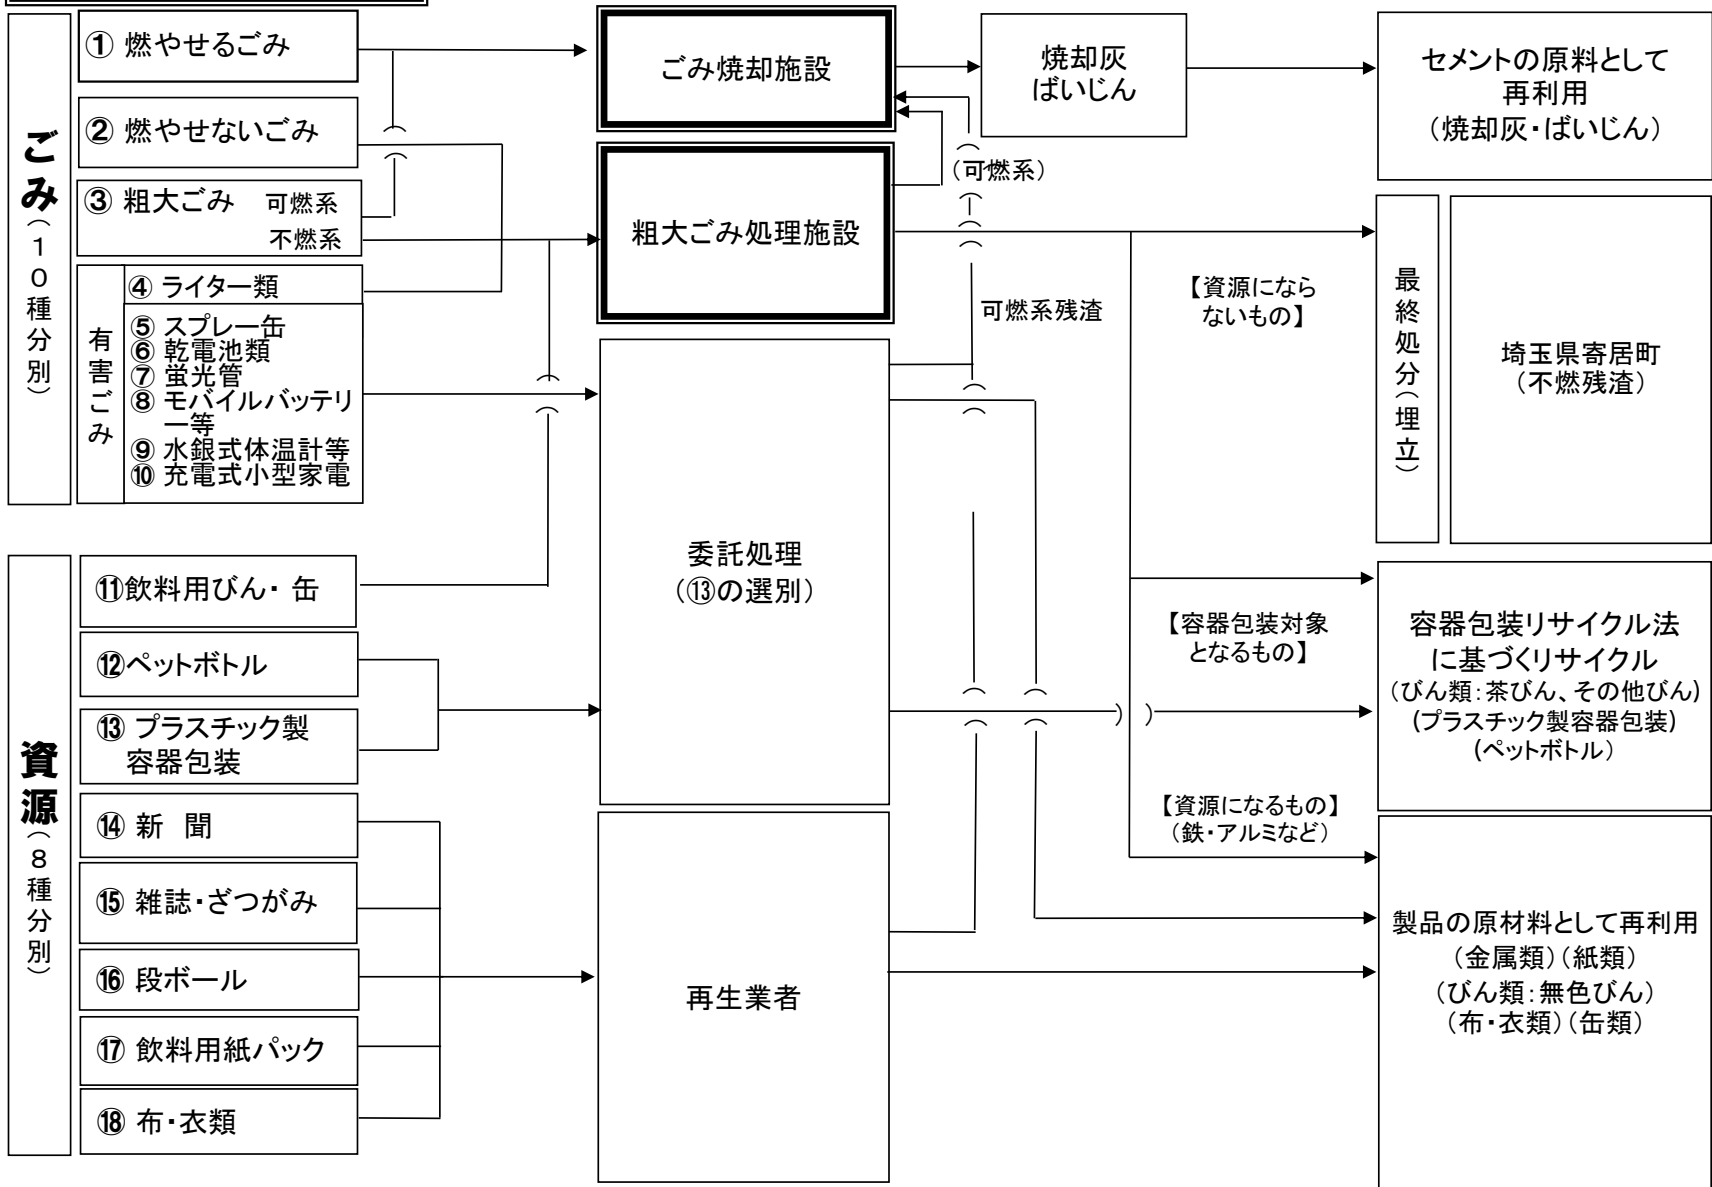 ごみ（１０種分別）
① 燃やせるごみ
② 燃やせないごみ
③ 粗大ごみ 可燃系
不燃系
有害ごみ
④ ライター類
⑤ スプレー缶
⑥ 乾電池類
⑦ 蛍光管
⑧ モバイルバッテリ
ー等
⑨ 水銀式体温計等
⑩ 充電式小型家電
資源（８種分別）
⑪飲料用びん・缶
⑫ペットボトル
⑬ プラスチック製
容器包装
⑭ 新 聞
⑮ 雑誌・ざつがみ
⑯ 段ボール
⑰ 飲料用紙パック
⑱ 布・衣類
ごみ焼却施設
粗大ごみ処理施設
委託処理
（⑬の選別）
再生業者
焼却灰
ばいじん
（可燃系）
可燃系残渣
【資源になら
ないもの】
【容器包装対象
となるもの】
【資源になるもの】
（鉄・アルミなど）
セメントの原料として
再利用
（焼却灰・ばいじん）
最終処分（埋立）
埼玉県寄居町
（不燃残渣）
容器包装リサイクル法
に基づくリサイクル
（びん類：茶びん、その他びん）
(プラスチック製容器包装)
(ペットボトル）
製品の原材料として再利用
（金属類）（紙類）
（びん類：無色びん）
（布・衣類）（缶類）